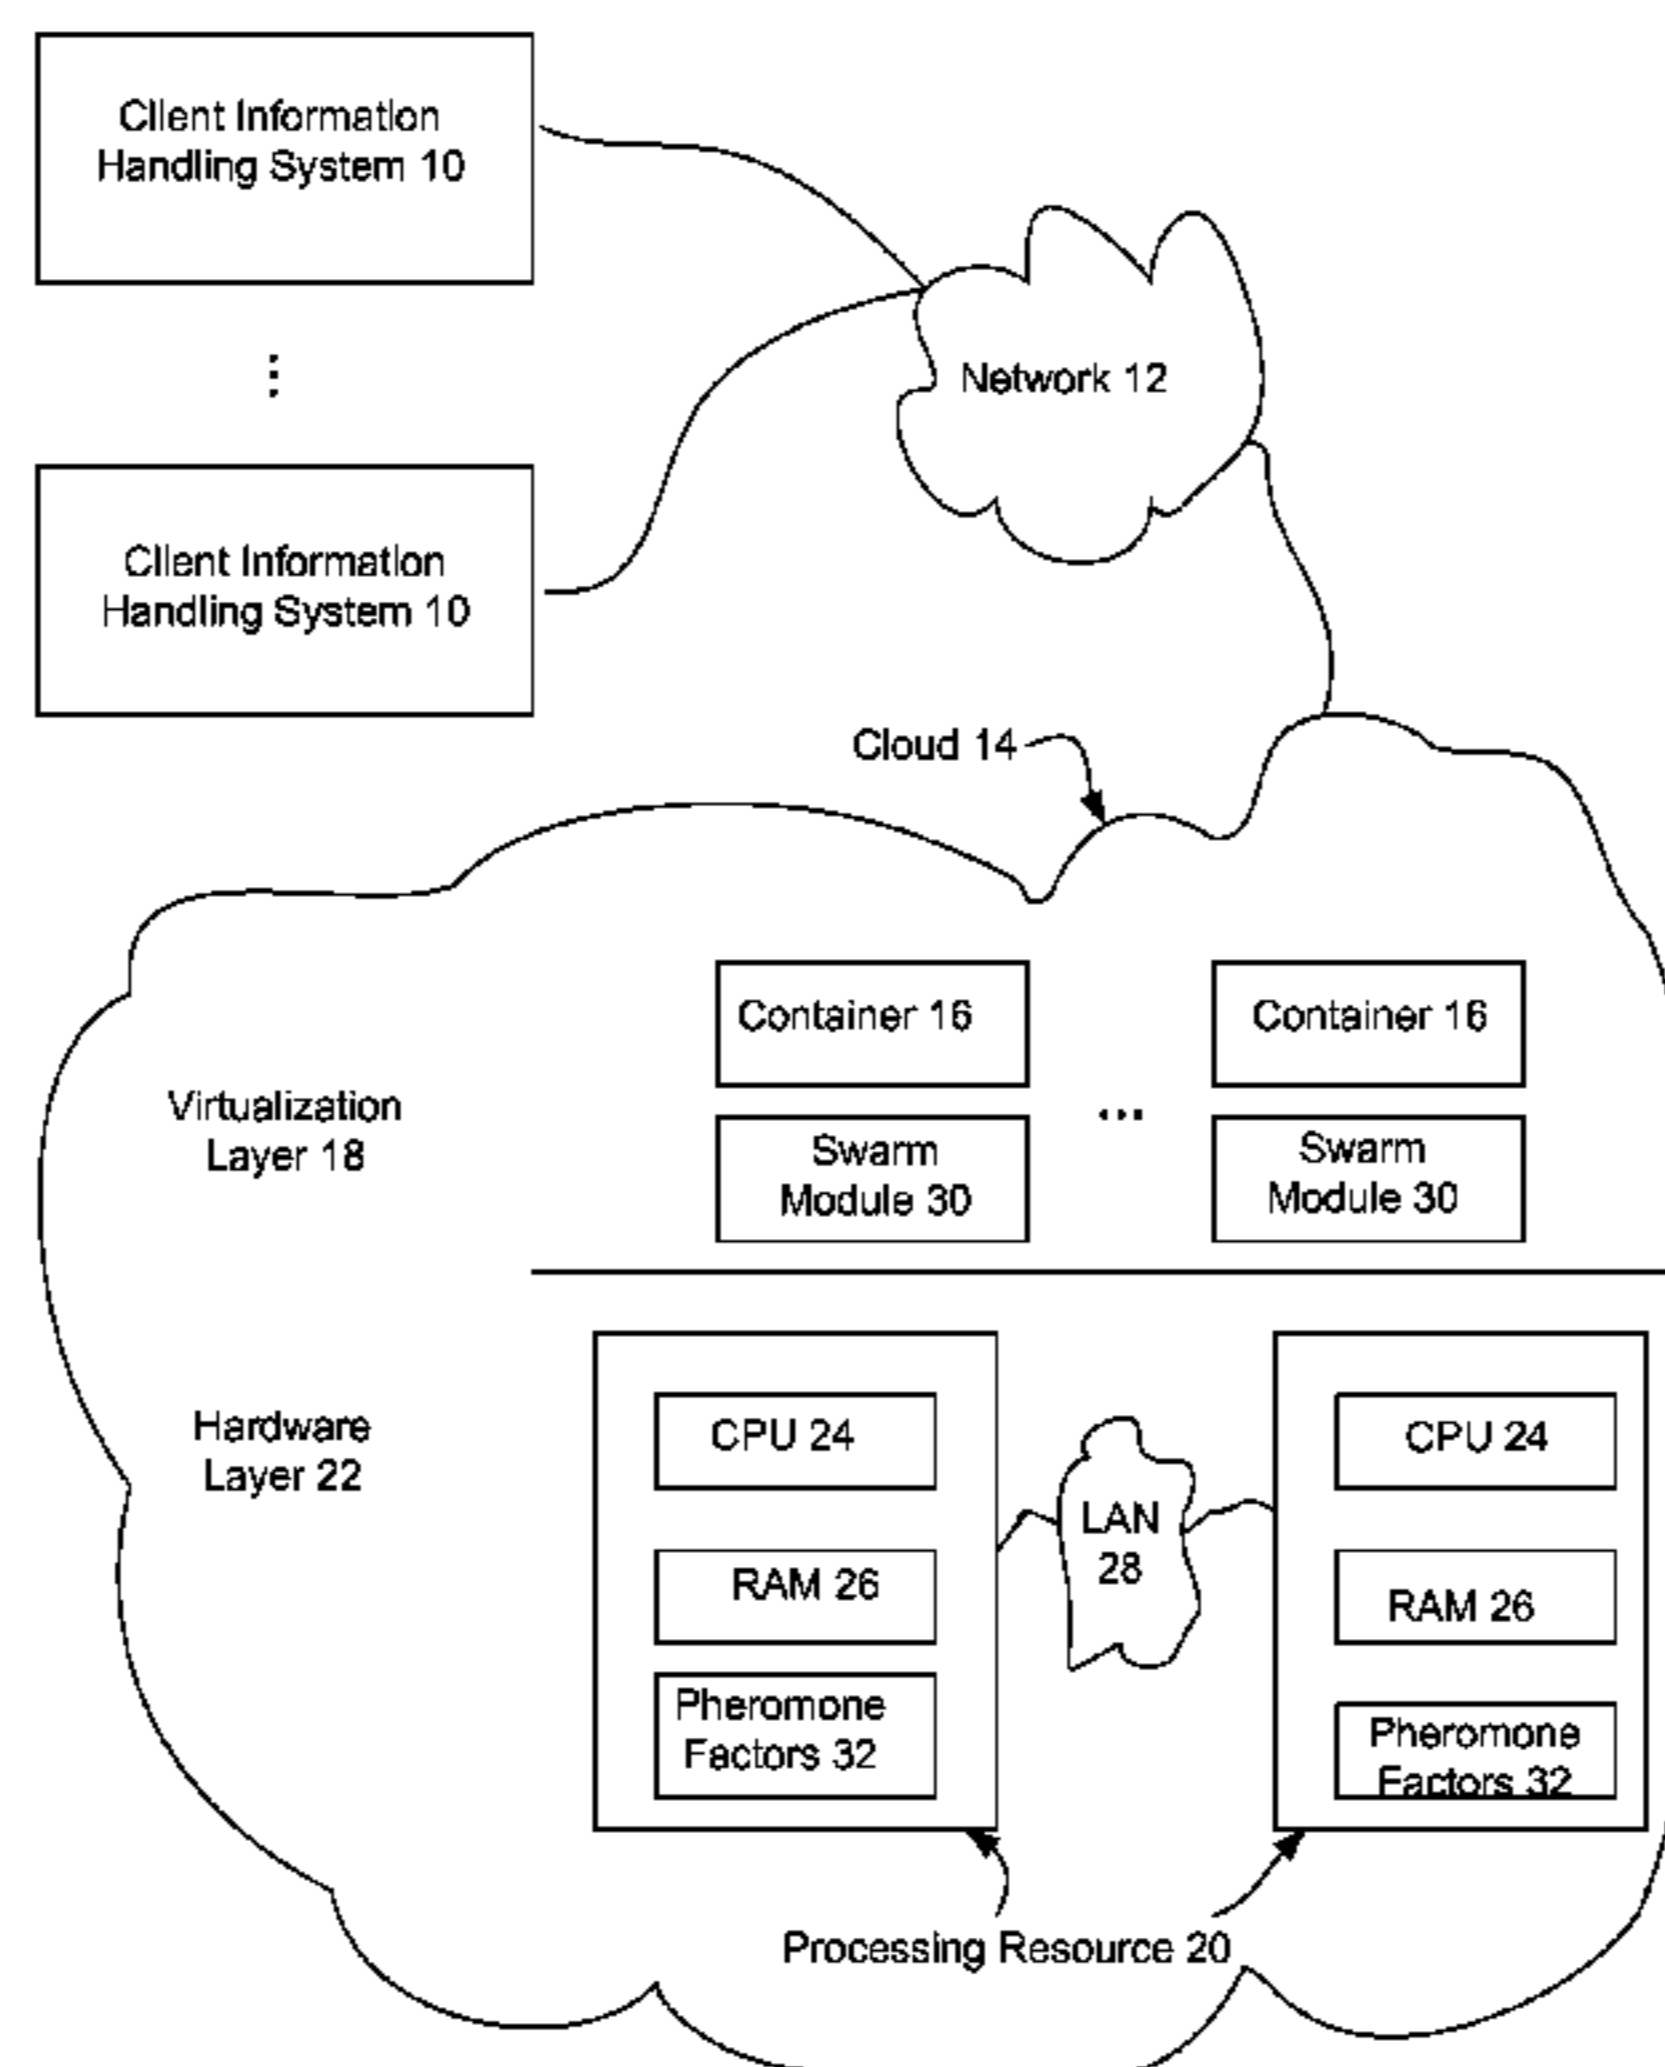 Client Information
Handling System 10
Network 12
Client Information
Handling System 10
Cloud 14
Container 16
Container 16
Virtualization
Layer 18
Swarm
Module 30
Swarm
Module 30
Hardware
Layer 22
CPU 24
RAM 26
Pheromone
Factors 32
LAN
28
CPU 24
RAM 26
Pheromone
Factors 32
Processing Resource 20